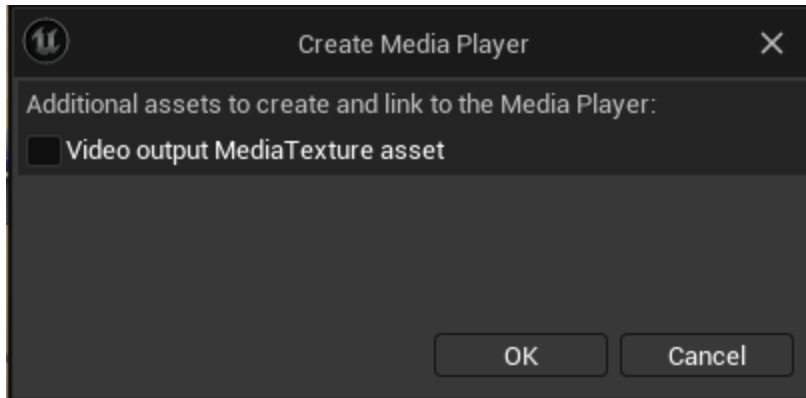 Create Media Player
Additional assets to create and link to the Media Player:
Video output MediaTexture asset
OK
Cancel